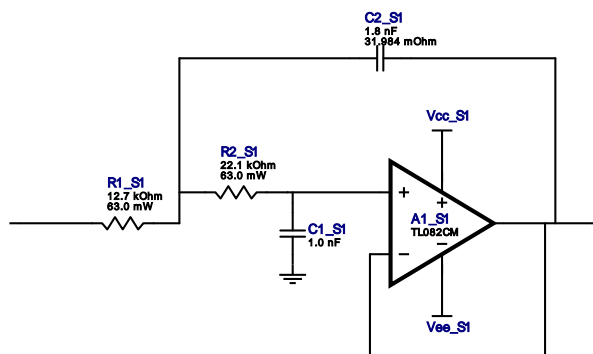 C2_S1
1.8 nF
31.984 mOhm
Vcc_S1
R2_S1
22.1 kOhm
63.0 mW
R1_S1
12.7 kOhm
63.0 mW
+
+
A1_S1
TL082CM
C1_S1
1.0 nF
−
−
Vee_S1